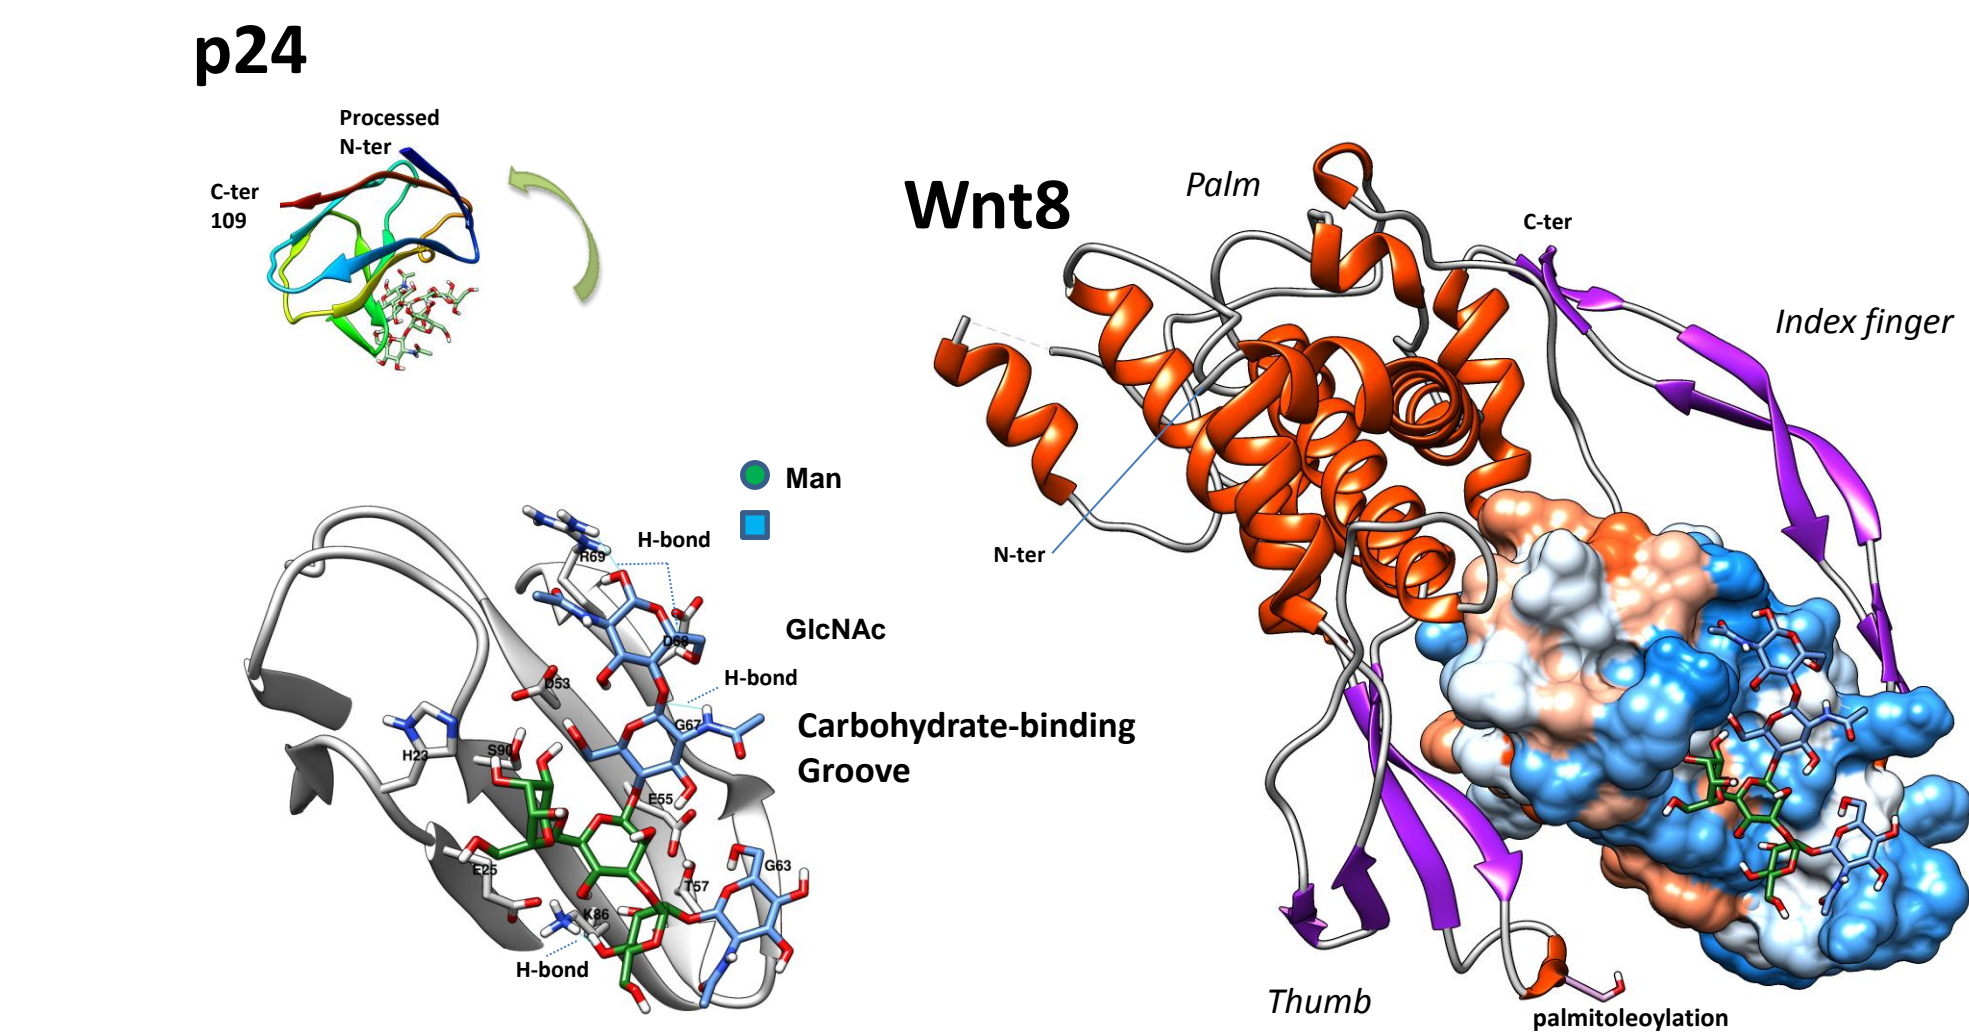 p24
Processed
N-ter
C-ter
109
Wnt8
Palm
C-ter
Index finger
Man
N-ter
H-bond
R69
GlcNAc
D68
H-bond
D53
G67
Carbohydrate-binding
Groove
H23
S90
E55
E25
G63
T57
K86
H-bond
Thumb
palmitoleoylation